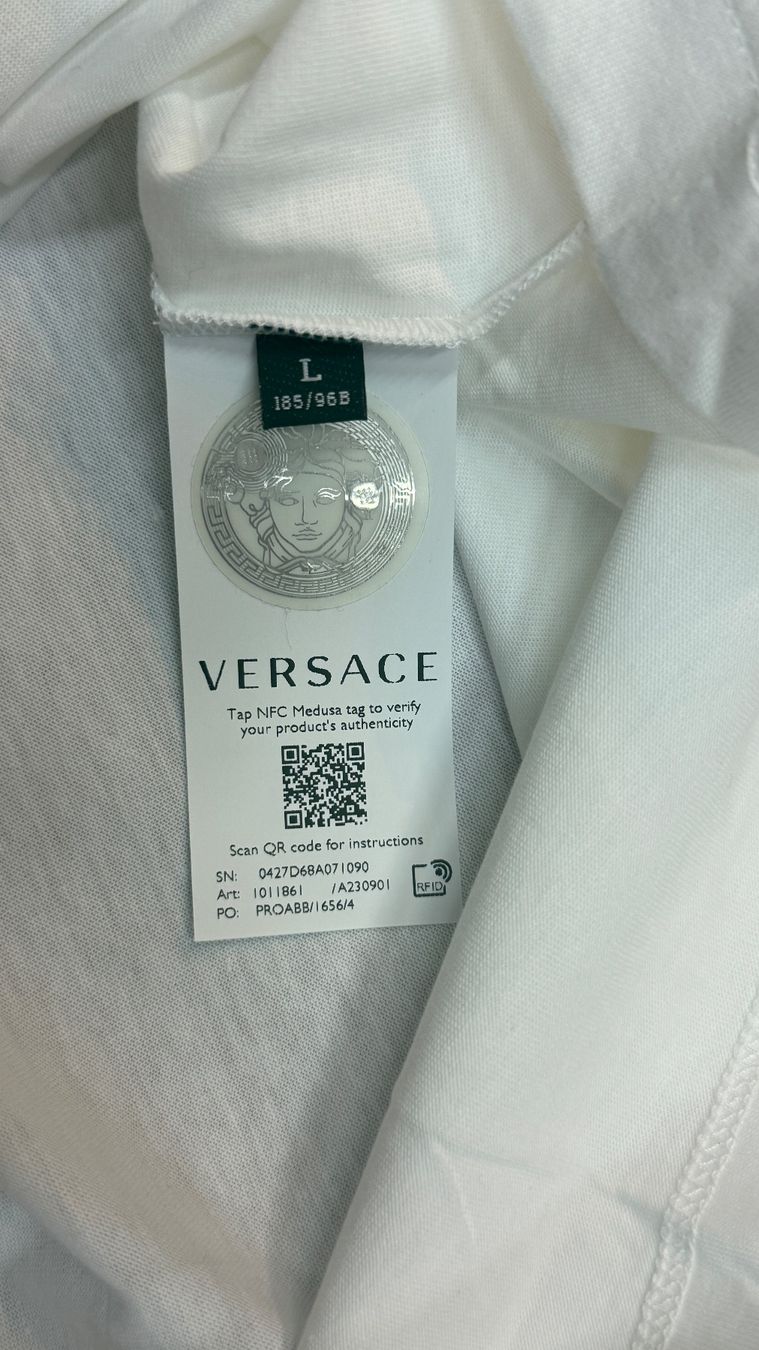 L
185/96B
VERSACE
Tap NFC Medusa tag to verify
your product's authenticity
Scan QR code for instructions
SN: 0427D68A071090
Art: 1011861 /A230901
PO: PROABB/1656/4
RFID